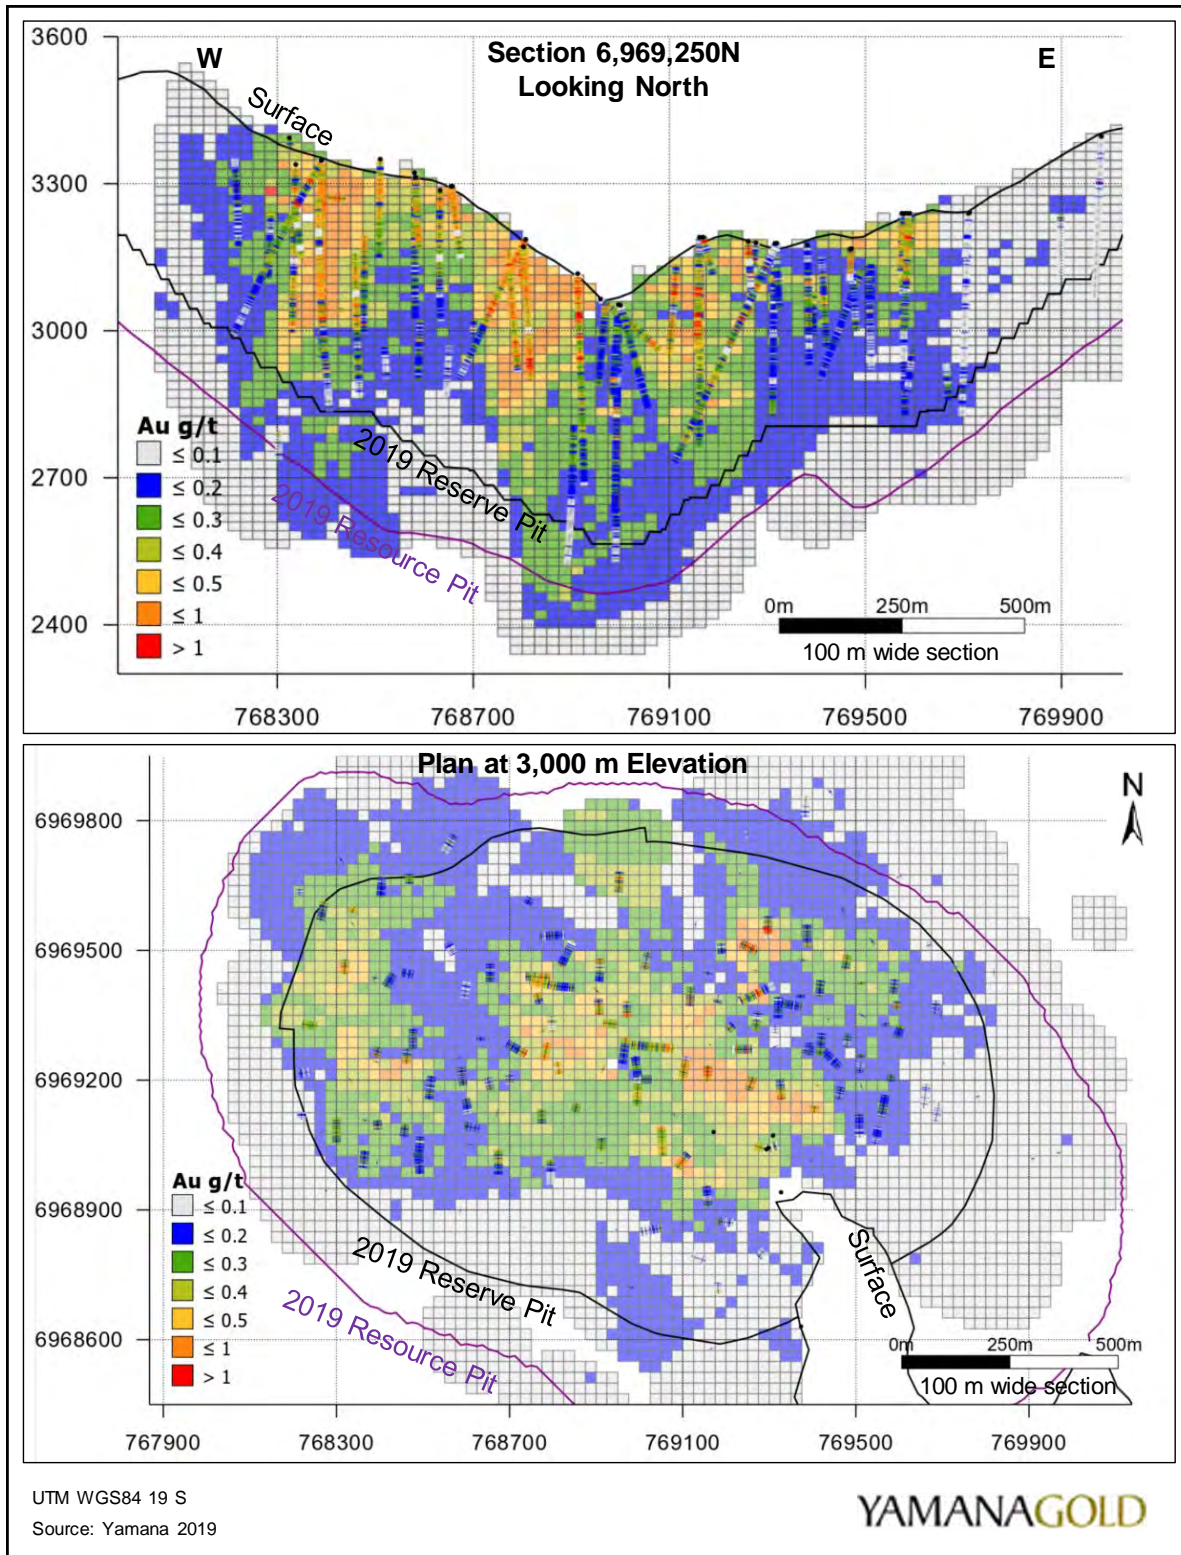 Section 6,969,250N
Looking North
W
E
3600
3300
3000
2700
2400
Surface
2019 Reserve Pit
2019 Resource Pit
Au g/t
≤ 0.1
≤ 0.2
≤ 0.3
≤ 0.4
≤ 0.5
≤ 1
> 1
0m 250m 500m
100 m wide section
768300 768700 769100 769500 769900
Plan at 3,000 m Elevation
N
6969800
6969500
6969200
6968900
6968600
Au g/t
≤ 0.1
≤ 0.2
≤ 0.3
≤ 0.4
≤ 0.5
≤ 1
> 1
2019 Reserve Pit
2019 Resource Pit
Surface
0m 250m 500m
100 m wide section
767900 768300 768700 769100 769500 769900
UTM WGS84 19 S
Source: Yamana 2019
YAMANAGOLD